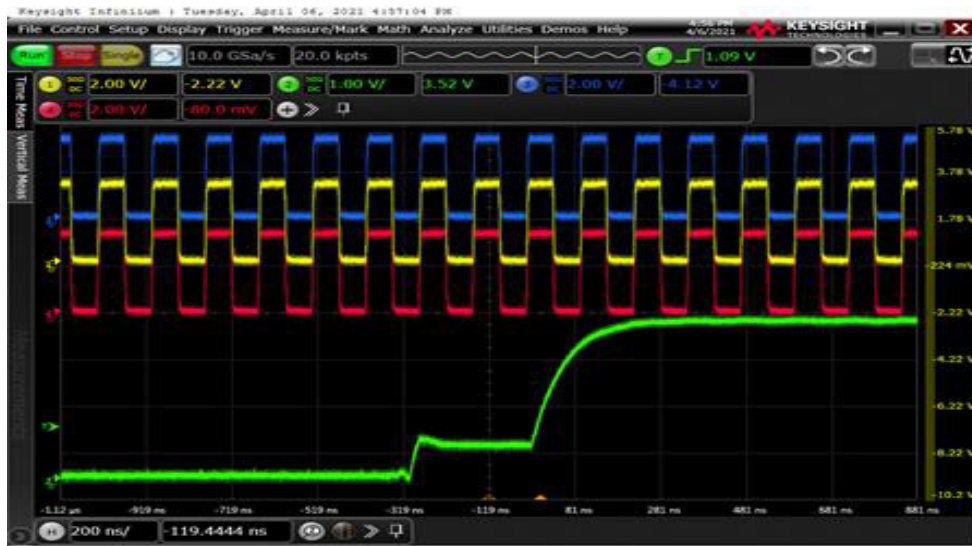 Keysight Infiniium : Tuesday, April 06, 2021 4:57:04 PM
File Control Setup Display Trigger Measure/Mark Math Analyze Utilities Demos Help 4:56 PM 4/6/2021 KEYSIGHT TECHNOLOGIES
Run Stop Single 10.0 GSa/s 20.0 kpts T 1.09 V
1 2.00 V/ -2.22 V 2 1.00 V/ 3.52 V 3 2.00 V/ -4.12 V
4 2.00 V/ -80.0 mV
Time Meas
Vertical Meas
5.78 V
3.78 V
1.78 V
-224 mV
-2.22 V
-4.22 V
-6.22 V
-8.22 V
-10.2 V
-1.12 µs -919 ns -719 ns -519 ns -319 ns -119 ns 81 ns 281 ns 481 ns 681 ns 881 ns
H 200 ns/ -119.4444 ns